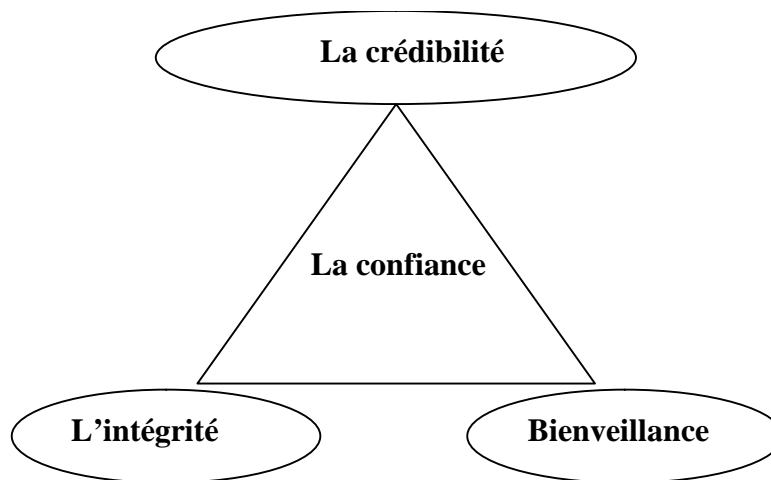 La crédibilité
La confiance
L’intégrité
Bienveillance